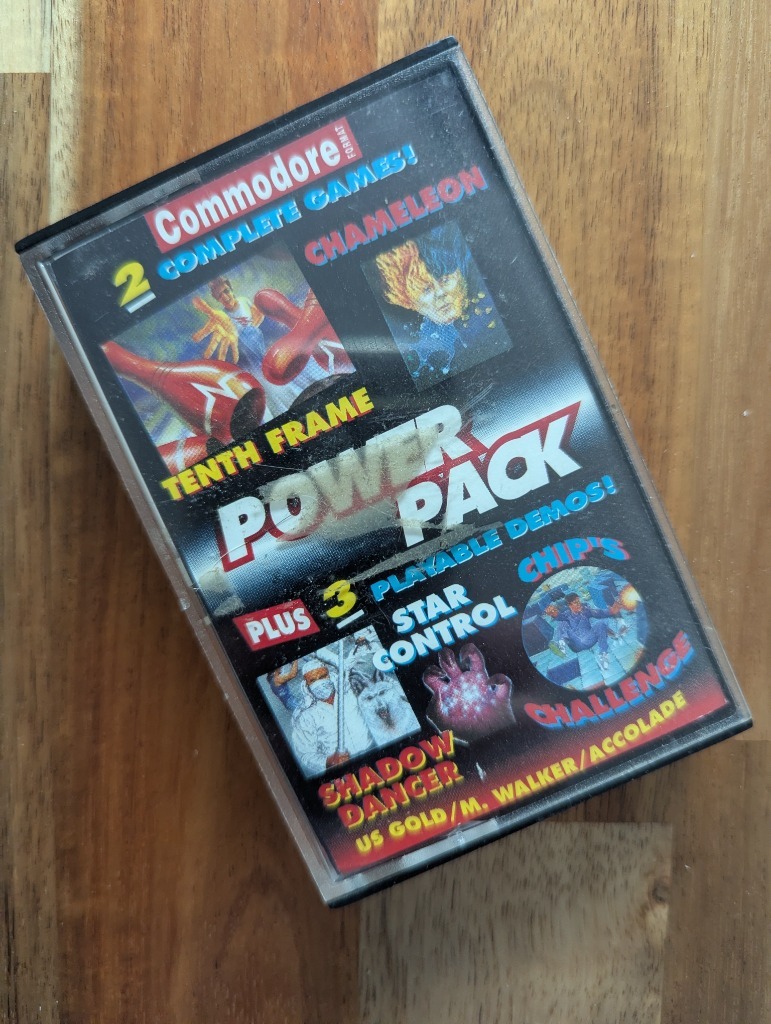 Commodore FORMAT
2 COMPLETE GAMES!
CHAMELEON
TENTH FRAME
POWER
PACK
PLUS 3 PLAYABLE DEMOS!
STAR
CONTROL
CHIP'S
CHALLENGE
SHADOW
DANCER
US GOLD/M. WALKER/ACCOLADE